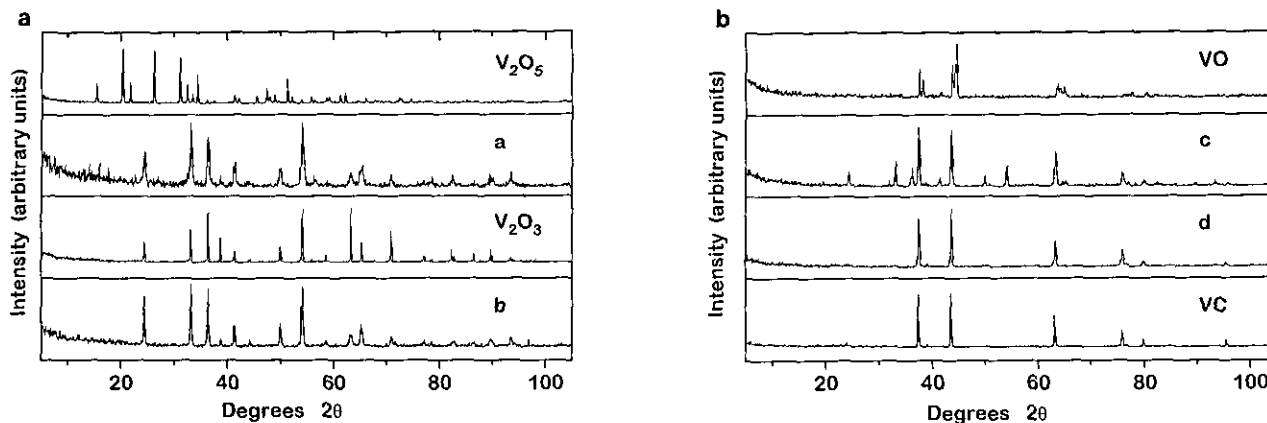 a
V₂O₅
a
V₂O₃
b
Intensity (arbitrary units)
20 40 60 80 100
Degrees 2θ
b
VO
c
d
VC
Intensity (arbitrary units)
20 40 60 80 100
Degrees 2θ